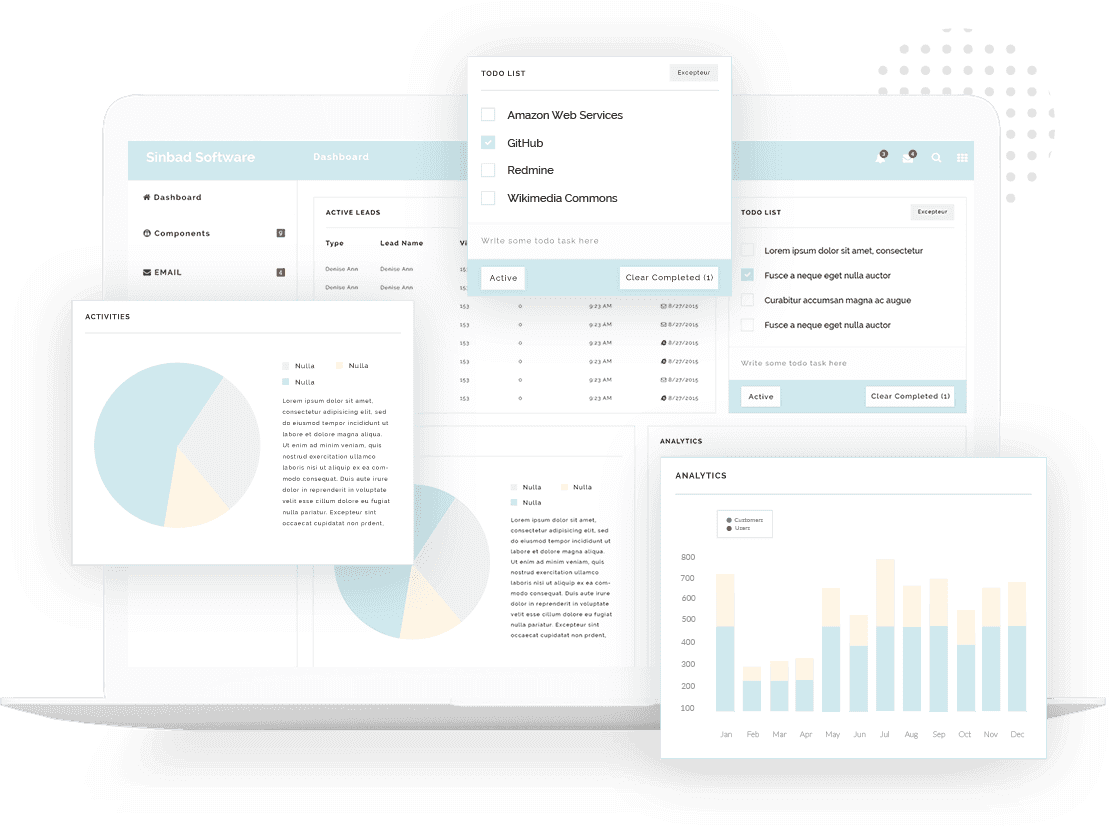 TODO LIST
Excepteur
Amazon Web Services
GitHub
Redmine
Wikimedia Commons
Write some todo task here
Active
Clear Completed (1)
Sinbad Software
Dashboard
3
4
Dashboard
Components
9
EMAIL
4
ACTIVE LEADS
Type
Lead Name
Vi
Denise Ann
Denise Ann
153
Denise Ann
Denise Ann
153
153
0
9:23 AM
8/27/2015
153
0
9:23 AM
8/27/2015
153
0
9:23 AM
8/27/2015
153
0
9:23 AM
8/27/2015
153
0
9:23 AM
8/27/2015
153
0
9:23 AM
8/27/2015
TODO LIST
Excepteur
Lorem ipsum dolor sit amet, consectetur
Fusce a neque eget nulla auctor
Curabitur accumsan magna ac augue
Fusce a neque eget nulla auctor
Write some todo task here
Active
Clear Completed (1)
ACTIVITIES
Nulla
Nulla
Nulla
Lorem ipsum dolor sit amet,
consectetur adipisicing elit, sed
do eiusmod tempor incididunt ut
labore et dolore magna aliqua.
Ut enim ad minim veniam, quis
nostrud exercitation ullamco
laboris nisi ut aliquip ex ea com-
modo consequat. Duis aute irure
dolor in reprenderit in voluptate
velit esse cillum dolore eu fugiat
nulla pariatur. Excepteur sint
occaecat cupidatat non prdent,
Nulla
Nulla
Nulla
Lorem ipsum dolor sit amet,
consectetur adipisicing elit, sed
do eiusmod tempor incididunt ut
labore et dolore magna aliqua.
Ut enim ad minim veniam, quis
nostrud exercitation ullamco
laboris nisi ut aliquip ex ea com-
modo consequat. Duis aute irure
dolor in reprenderit in voluptate
velit esse cillum dolore eu fugiat
nulla pariatur. Excepteur sint
occaecat cupidatat non prdent,
ANALYTICS
ANALYTICS
Customers
Users
800
700
600
500
400
300
200
100
Jan
Feb
Mar
Apr
May
Jun
Jul
Aug
Sep
Oct
Nov
Dec